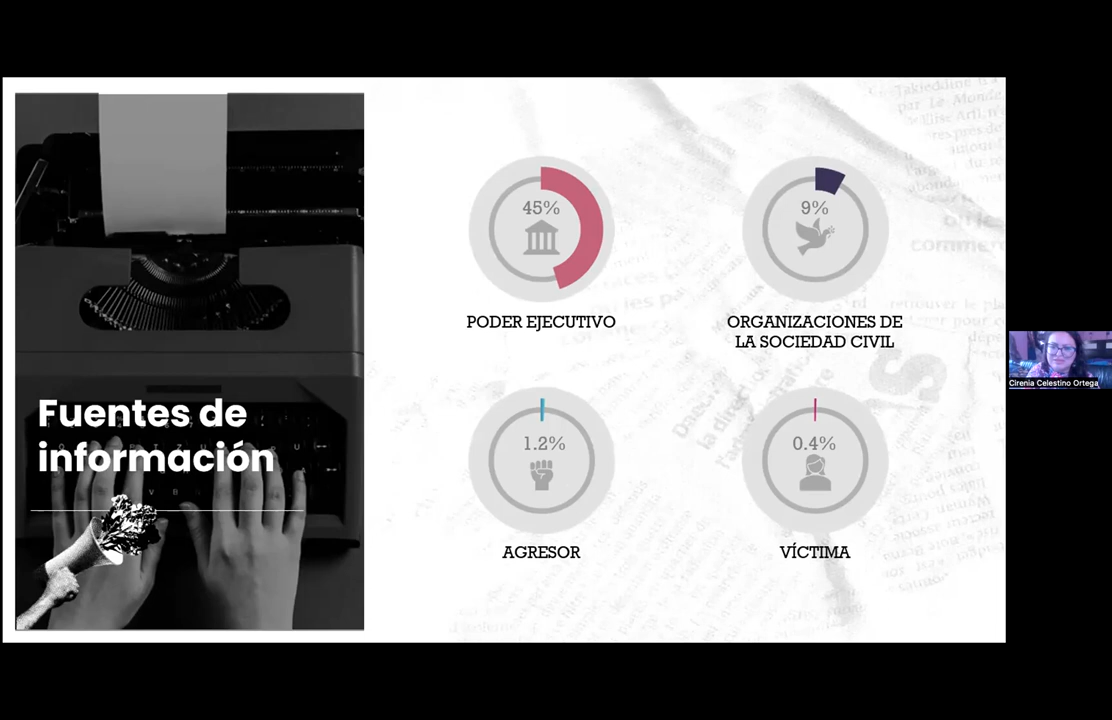 Fuentes de
información
45%
PODER EJECUTIVO
9%
ORGANIZACIONES DE
LA SOCIEDAD CIVIL
1.2%
AGRESOR
0.4%
VÍCTIMA
Cirenia Celestino Ortega